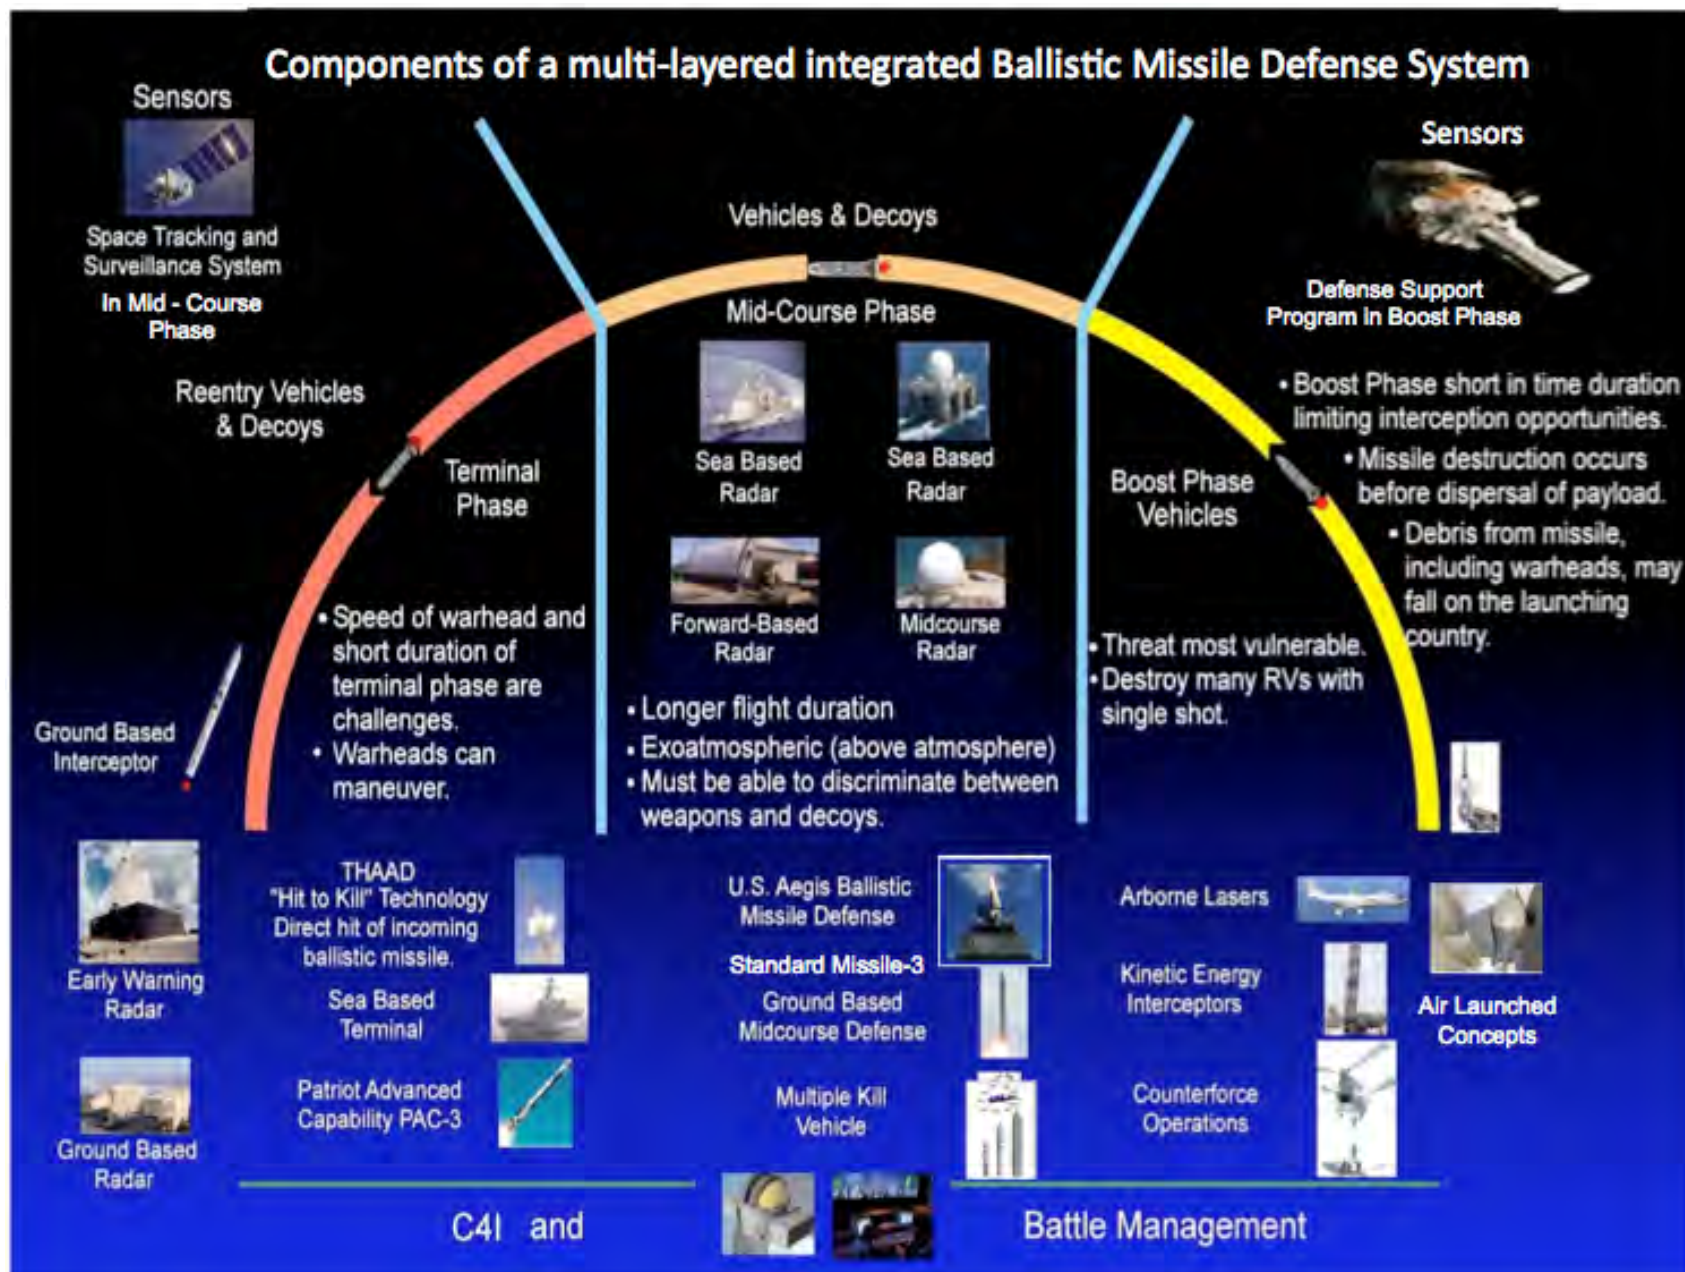 Components of a multi-layered integrated Ballistic Missile Defense System
Sensors
Space Tracking and
Surveillance System
In Mid - Course
Phase
Reentry Vehicles
& Decoys
Terminal
Phase
• Speed of warhead and
short duration of
terminal phase are
challenges.
• Warheads can
maneuver.
Ground Based
Interceptor
Early Warning
Radar
Ground Based
Radar
THAAD
"Hit to Kill" Technology
Direct hit of incoming
ballistic missile.
Sea Based
Terminal
Patriot Advanced
Capability PAC-3
Vehicles & Decoys
Mid-Course Phase
Sea Based
Radar
Sea Based
Radar
Forward-Based
Radar
Midcourse
Radar
• Longer flight duration
• Exoatmospheric (above atmosphere)
• Must be able to discriminate between
weapons and decoys.
U.S. Aegis Ballistic
Missile Defense
Standard Missile-3
Ground Based
Midcourse Defense
Multiple Kill
Vehicle
Sensors
Defense Support
Program in Boost Phase
• Boost Phase short in time duration
limiting interception opportunities.
• Missile destruction occurs
before dispersal of payload.
• Debris from missile,
including warheads, may
fall on the launching
country.
Boost Phase
Vehicles
• Threat most vulnerable.
• Destroy many RVs with
single shot.
Arborne Lasers
Kinetic Energy
Interceptors
Air Launched
Concepts
Counterforce
Operations
C4I and
Battle Management